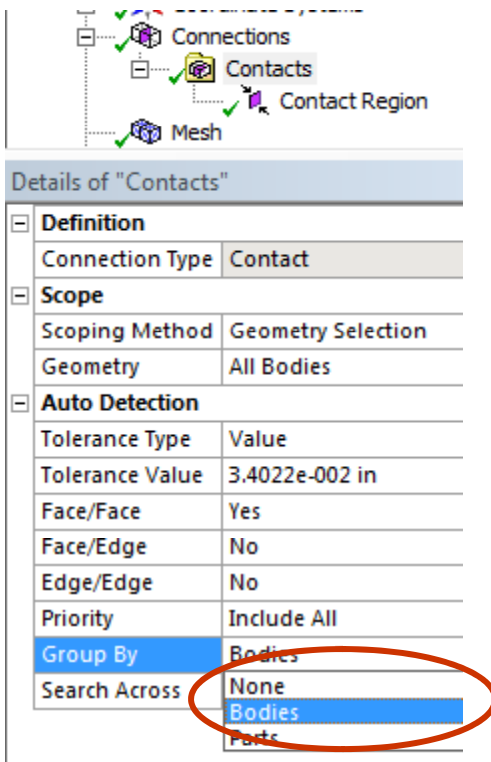 Connections
Contacts
Contact Region
Mesh
Details of "Contacts"
Definition
Connection Type Contact
Scope
Scoping Method Geometry Selection
Geometry All Bodies
Auto Detection
Tolerance Type Value
Tolerance Value 3.4022e-002 in
Face/Face Yes
Face/Edge No
Edge/Edge No
Priority Include All
Group By Bodies
Search Across None
Bodies
Parts